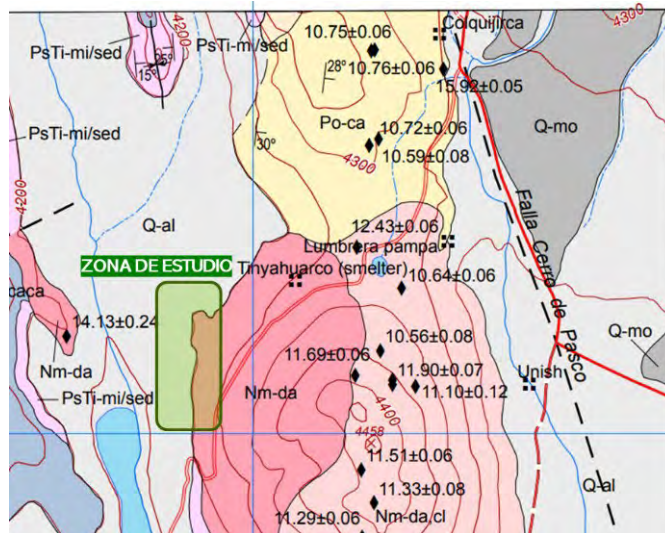 4200
4300
10.75±0.06
Colquijirca
PsTi-mi/sed
PsTi-mi/sed
25°
15°
28°
10.76±0.06
15.92±0.05
PsTi-mi/sed
Po-ca
10.72±0.06
Q-mo
30°
4300
10.59±0.08
4200
Q-al
12.43±0.06
Falla Cerro de Pasco
Lumbrera pampa
ZONA DE ESTUDIO
Tinyahuarco (smelter)
10.64±0.06
caca
14.13±0.24
10.56±0.08
Q-mo
11.69±0.06
Nm-da
Nm-da
11.90±0.07
Unish
PsTi-mi/sed
11.10±0.12
4400
4458
11.51±0.06
Q-al
11.33±0.08
11.29±0.06
Nm-da,cl